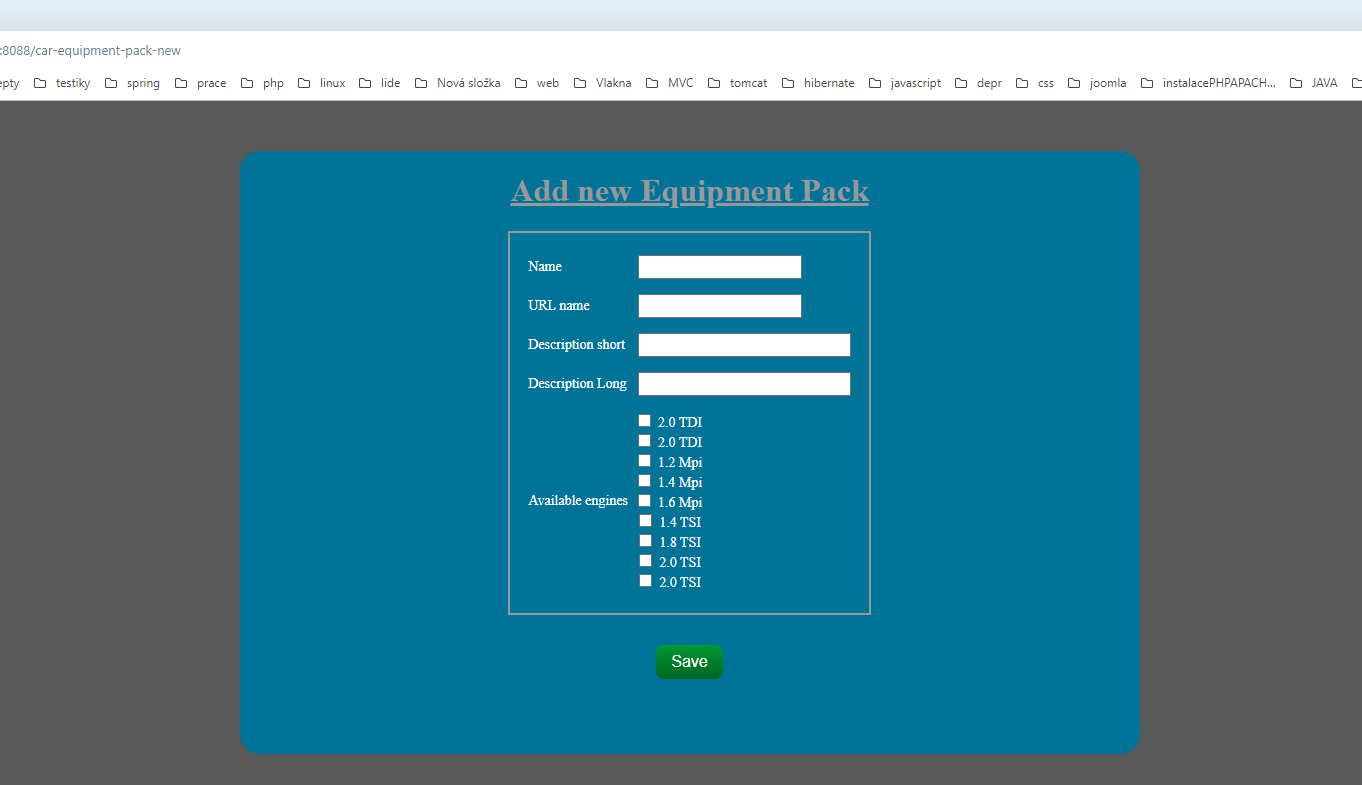 :8088/car-equipment-pack-new
epty testiky spring prace php linux lide Nová složka web Vlakna MVC tomcat hibernate javascript depr css joomla instalacePHPAPACH... JAVA
Add new Equipment Pack
Name
URL name
Description short
Description Long
2.0 TDI
2.0 TDI
1.2 Mpi
1.4 Mpi
Available engines 1.6 Mpi
1.4 TSI
1.8 TSI
2.0 TSI
2.0 TSI
Save